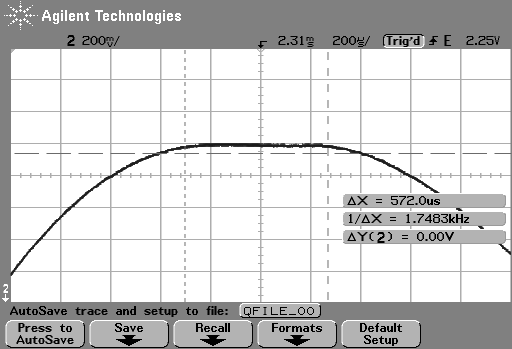 Agilent Technologies
2 200mV/ 2.31ms 200us/ Trig'd E 2.25V
ΔX = 572.0us
1/ΔX = 1.7483kHz
ΔY(2) = 0.00V
2
AutoSave trace and setup to file: QFILE_00
Press to AutoSave
Save
Recall
Formats
Default Setup